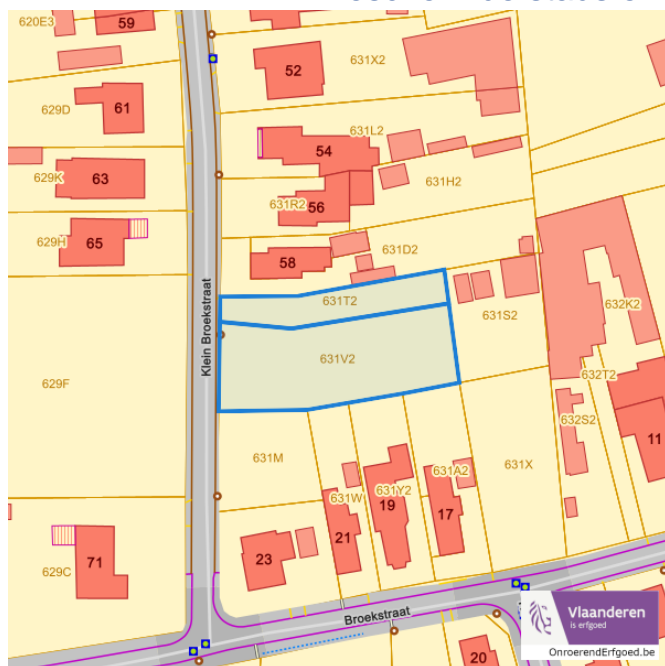 620E3
59
52
631X2
61
629D
631L2
54
63
629K
631H2
631R2
56
65
629H
631D2
58
631T2
631S2
632K2
Klein Broekstraat
631V2
629F
632T2
632S2
11
631M
631W
631Y2
631A2
631X
19
17
21
23
71
629C
Broekstraat
20
Vlaanderen
is erfgoed
OnroerendErfgoed.be